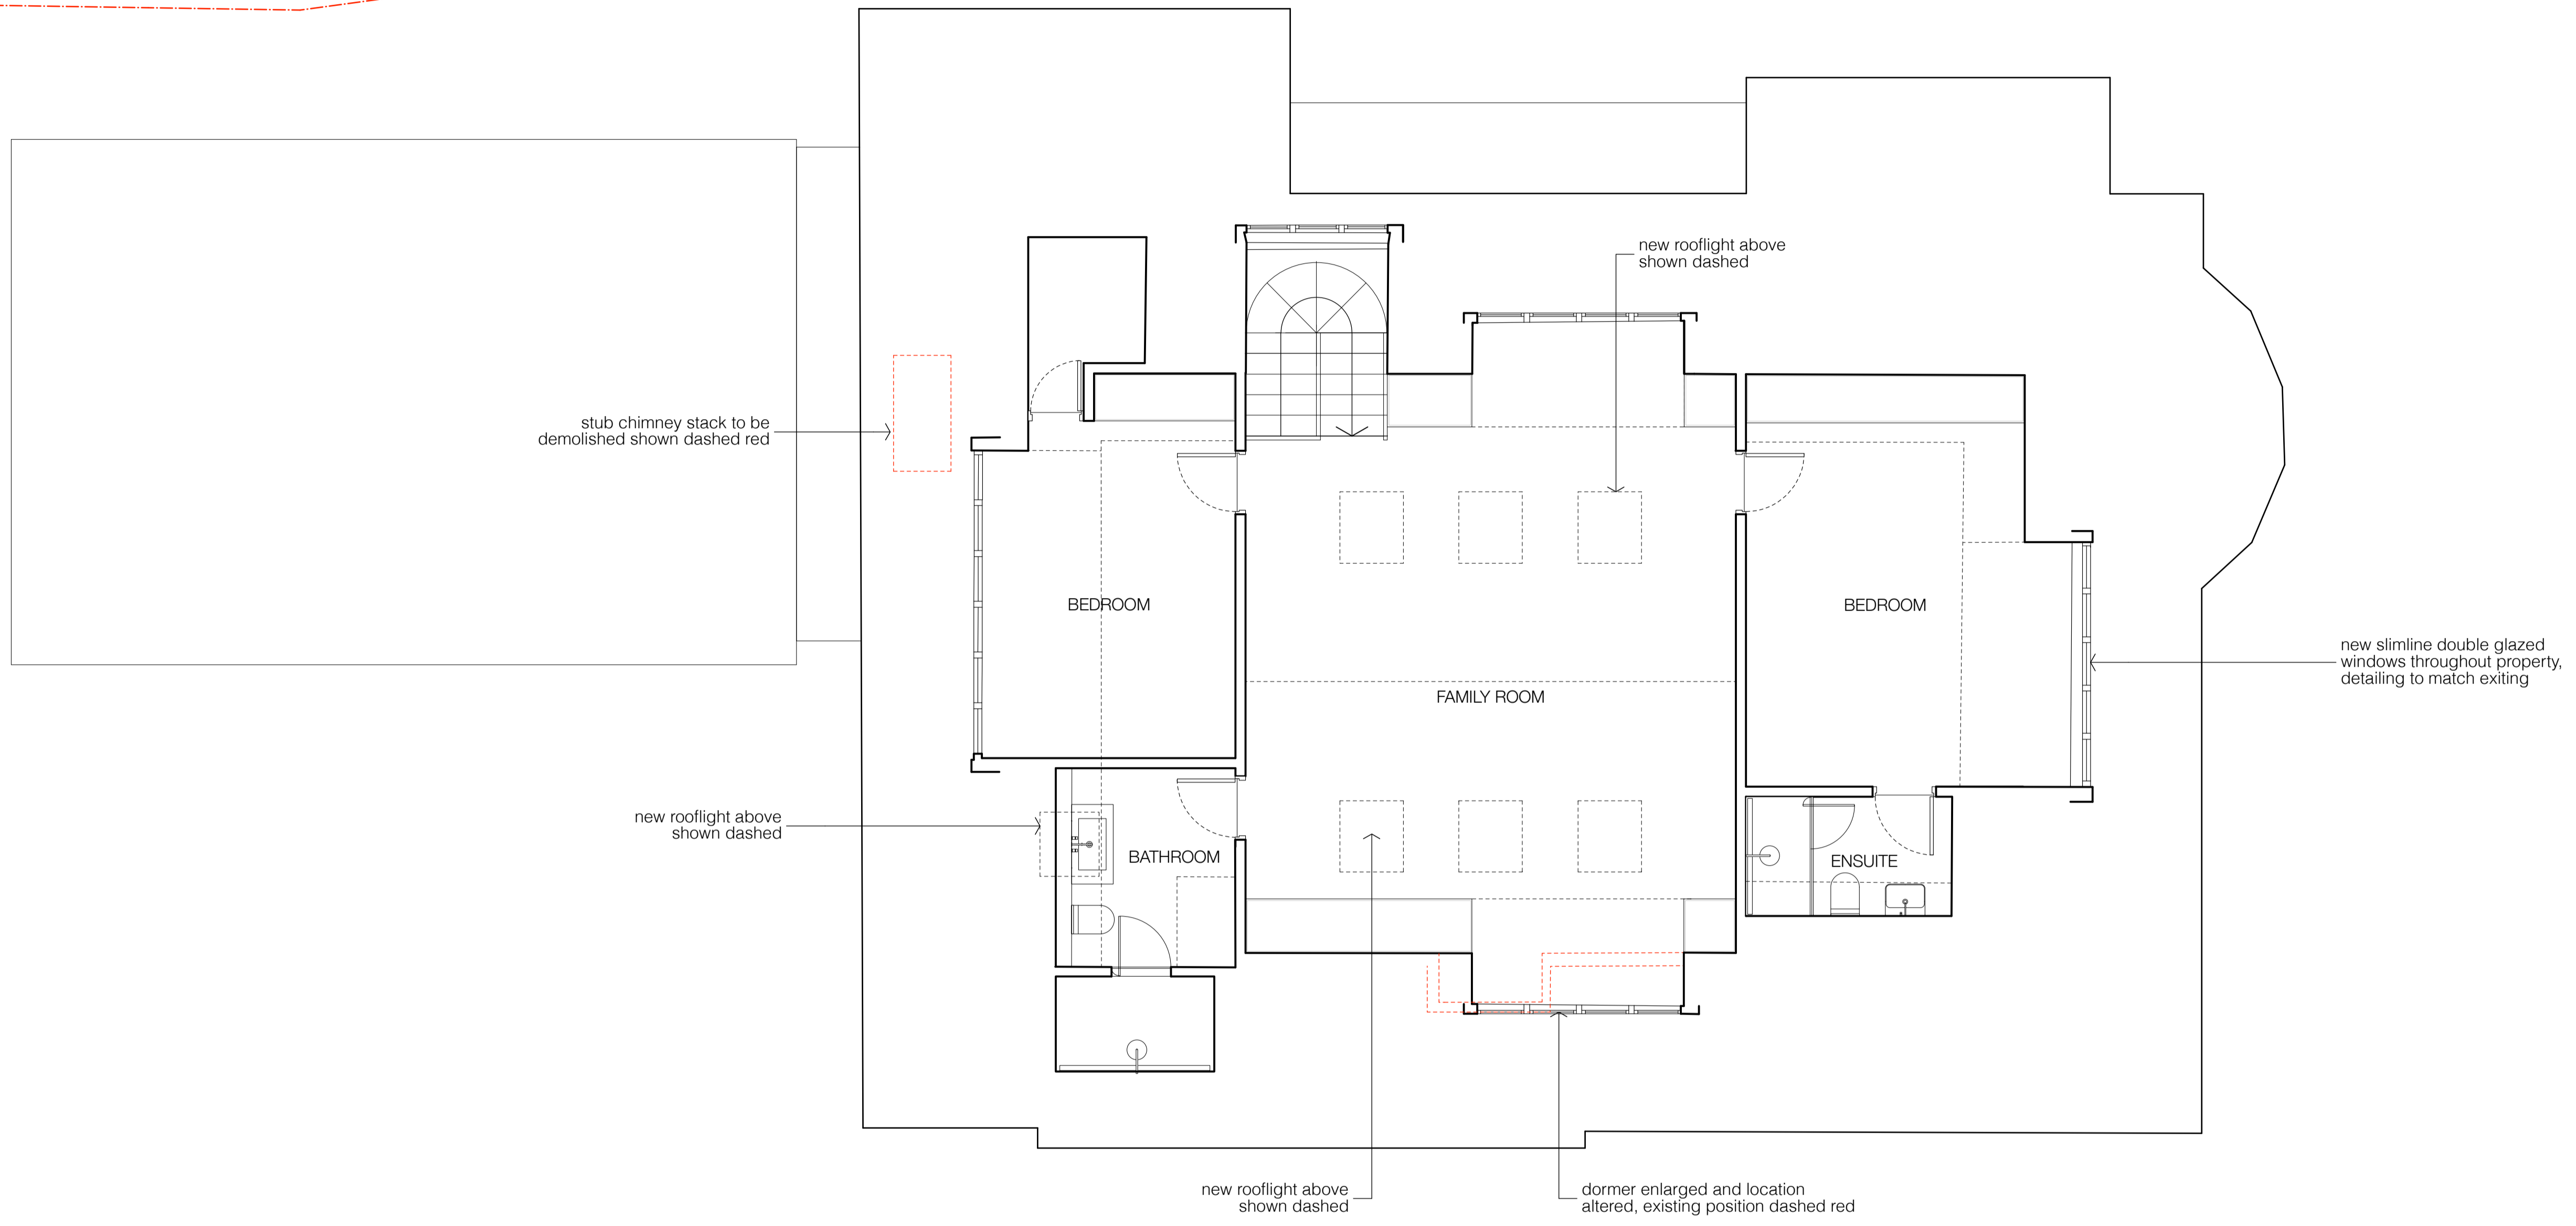 new rooflight above
shown dashed
stub chimney stack to be
demolished shown dashed red
BEDROOM
BEDROOM
new slimline double glazed
windows throughout property,
detailing to match exiting
FAMILY ROOM
new rooflight above
shown dashed
BATHROOM
ENSUITE
new rooflight above
shown dashed
dormer enlarged and location
altered, existing position dashed red